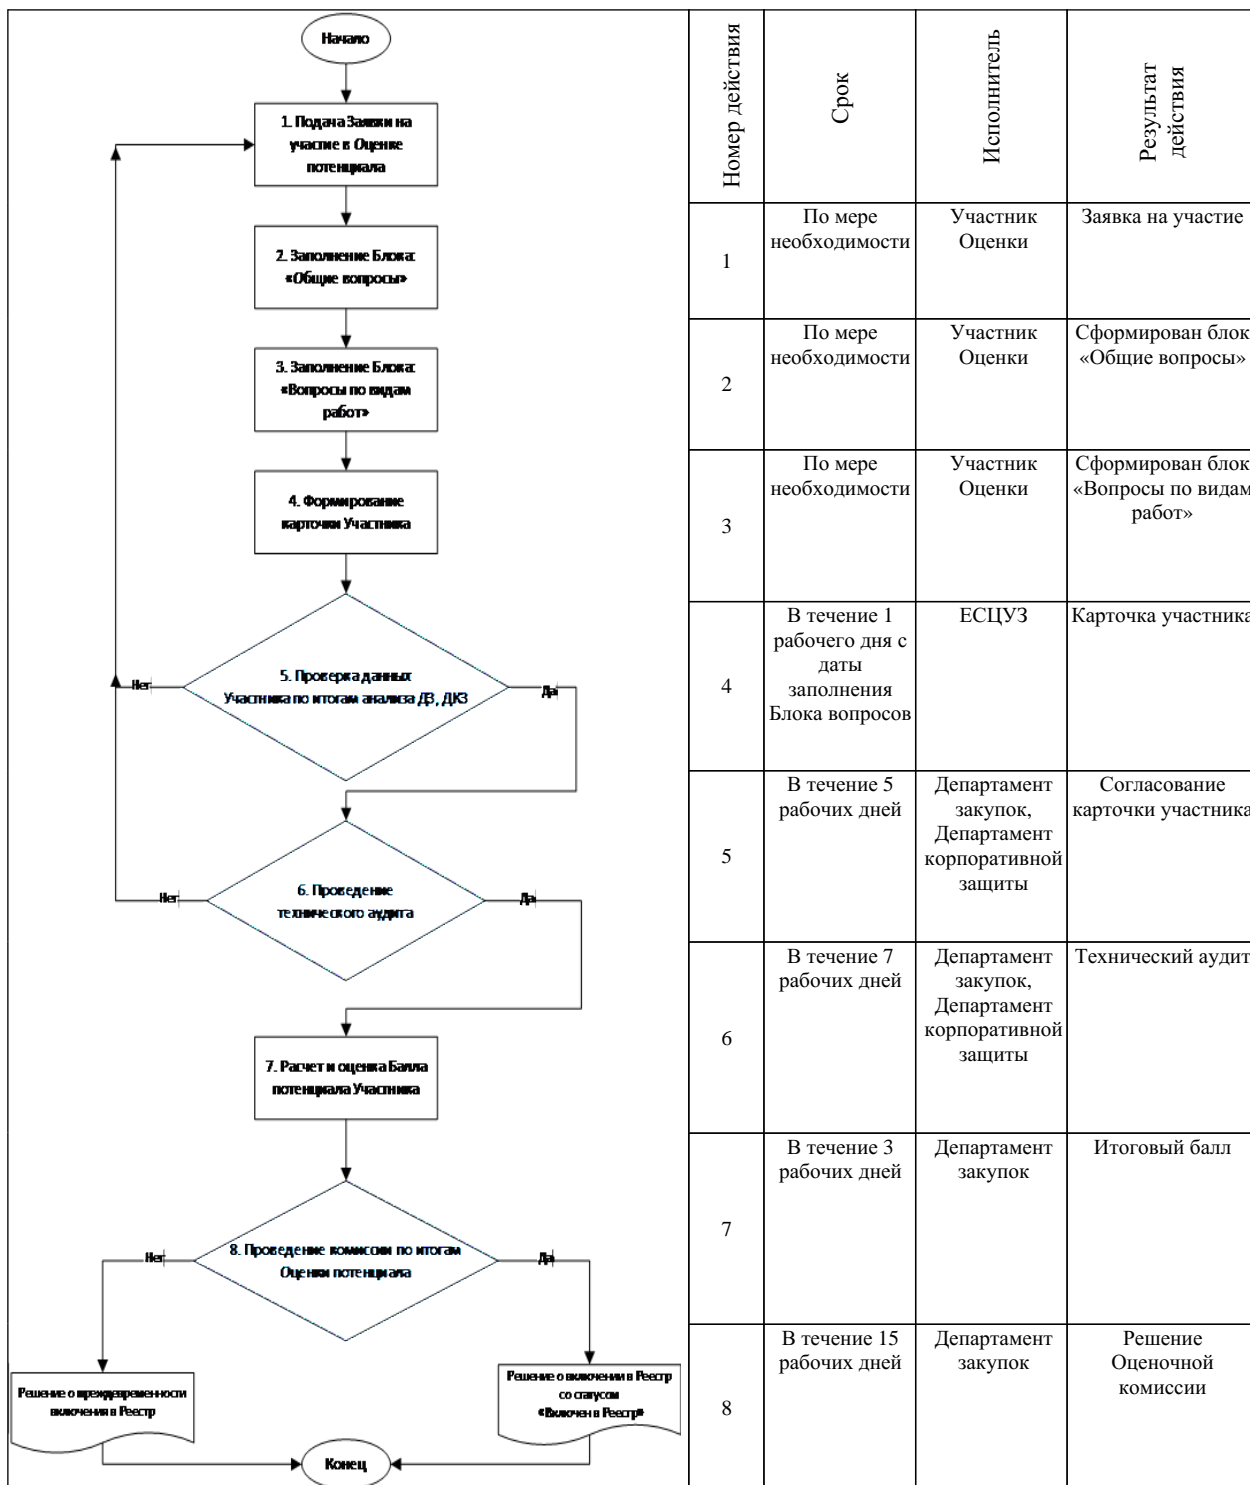 Начало
1. Подача Заявки на
участие в Оценке
потенциала
2. Заполнение Блока:
«Общие вопросы»
3. Заполнение Блока:
«Вопросы по видам
работ»
4. Формирование
карточки Участника
5. Проверка данных
Участника по итогам анализа ДЗ, ДКЗ
Нет
Да
6. Проведение
технического аудита
Нет
Да
7. Расчет и оценка Балла
потенциала Участника
8. Проведение комиссии по итогам
Оценки потенциала
Нет
Да
Решение о преждевременности
включения в Реестр
Решение о включении в Реестр
со статусом
«Включен в Реестр»
Конец
Номер действия
Срок
Исполнитель
Результат
действия
1
По мере
необходимости
Участник
Оценки
Заявка на участие
2
По мере
необходимости
Участник
Оценки
Сформирован блок
«Общие вопросы»
3
По мере
необходимости
Участник
Оценки
Сформирован блок
«Вопросы по видам
работ»
4
В течение 1
рабочего дня с
даты
заполнения
Блока вопросов
ЕСЦУЗ
Карточка участника
5
В течение 5
рабочих дней
Департамент
закупок,
Департамент
корпоративной
защиты
Согласование
карточки участника
6
В течение 7
рабочих дней
Департамент
закупок,
Департамент
корпоративной
защиты
Технический аудит
7
В течение 3
рабочих дней
Департамент
закупок
Итоговый балл
8
В течение 15
рабочих дней
Департамент
закупок
Решение
Оценочной
комиссии